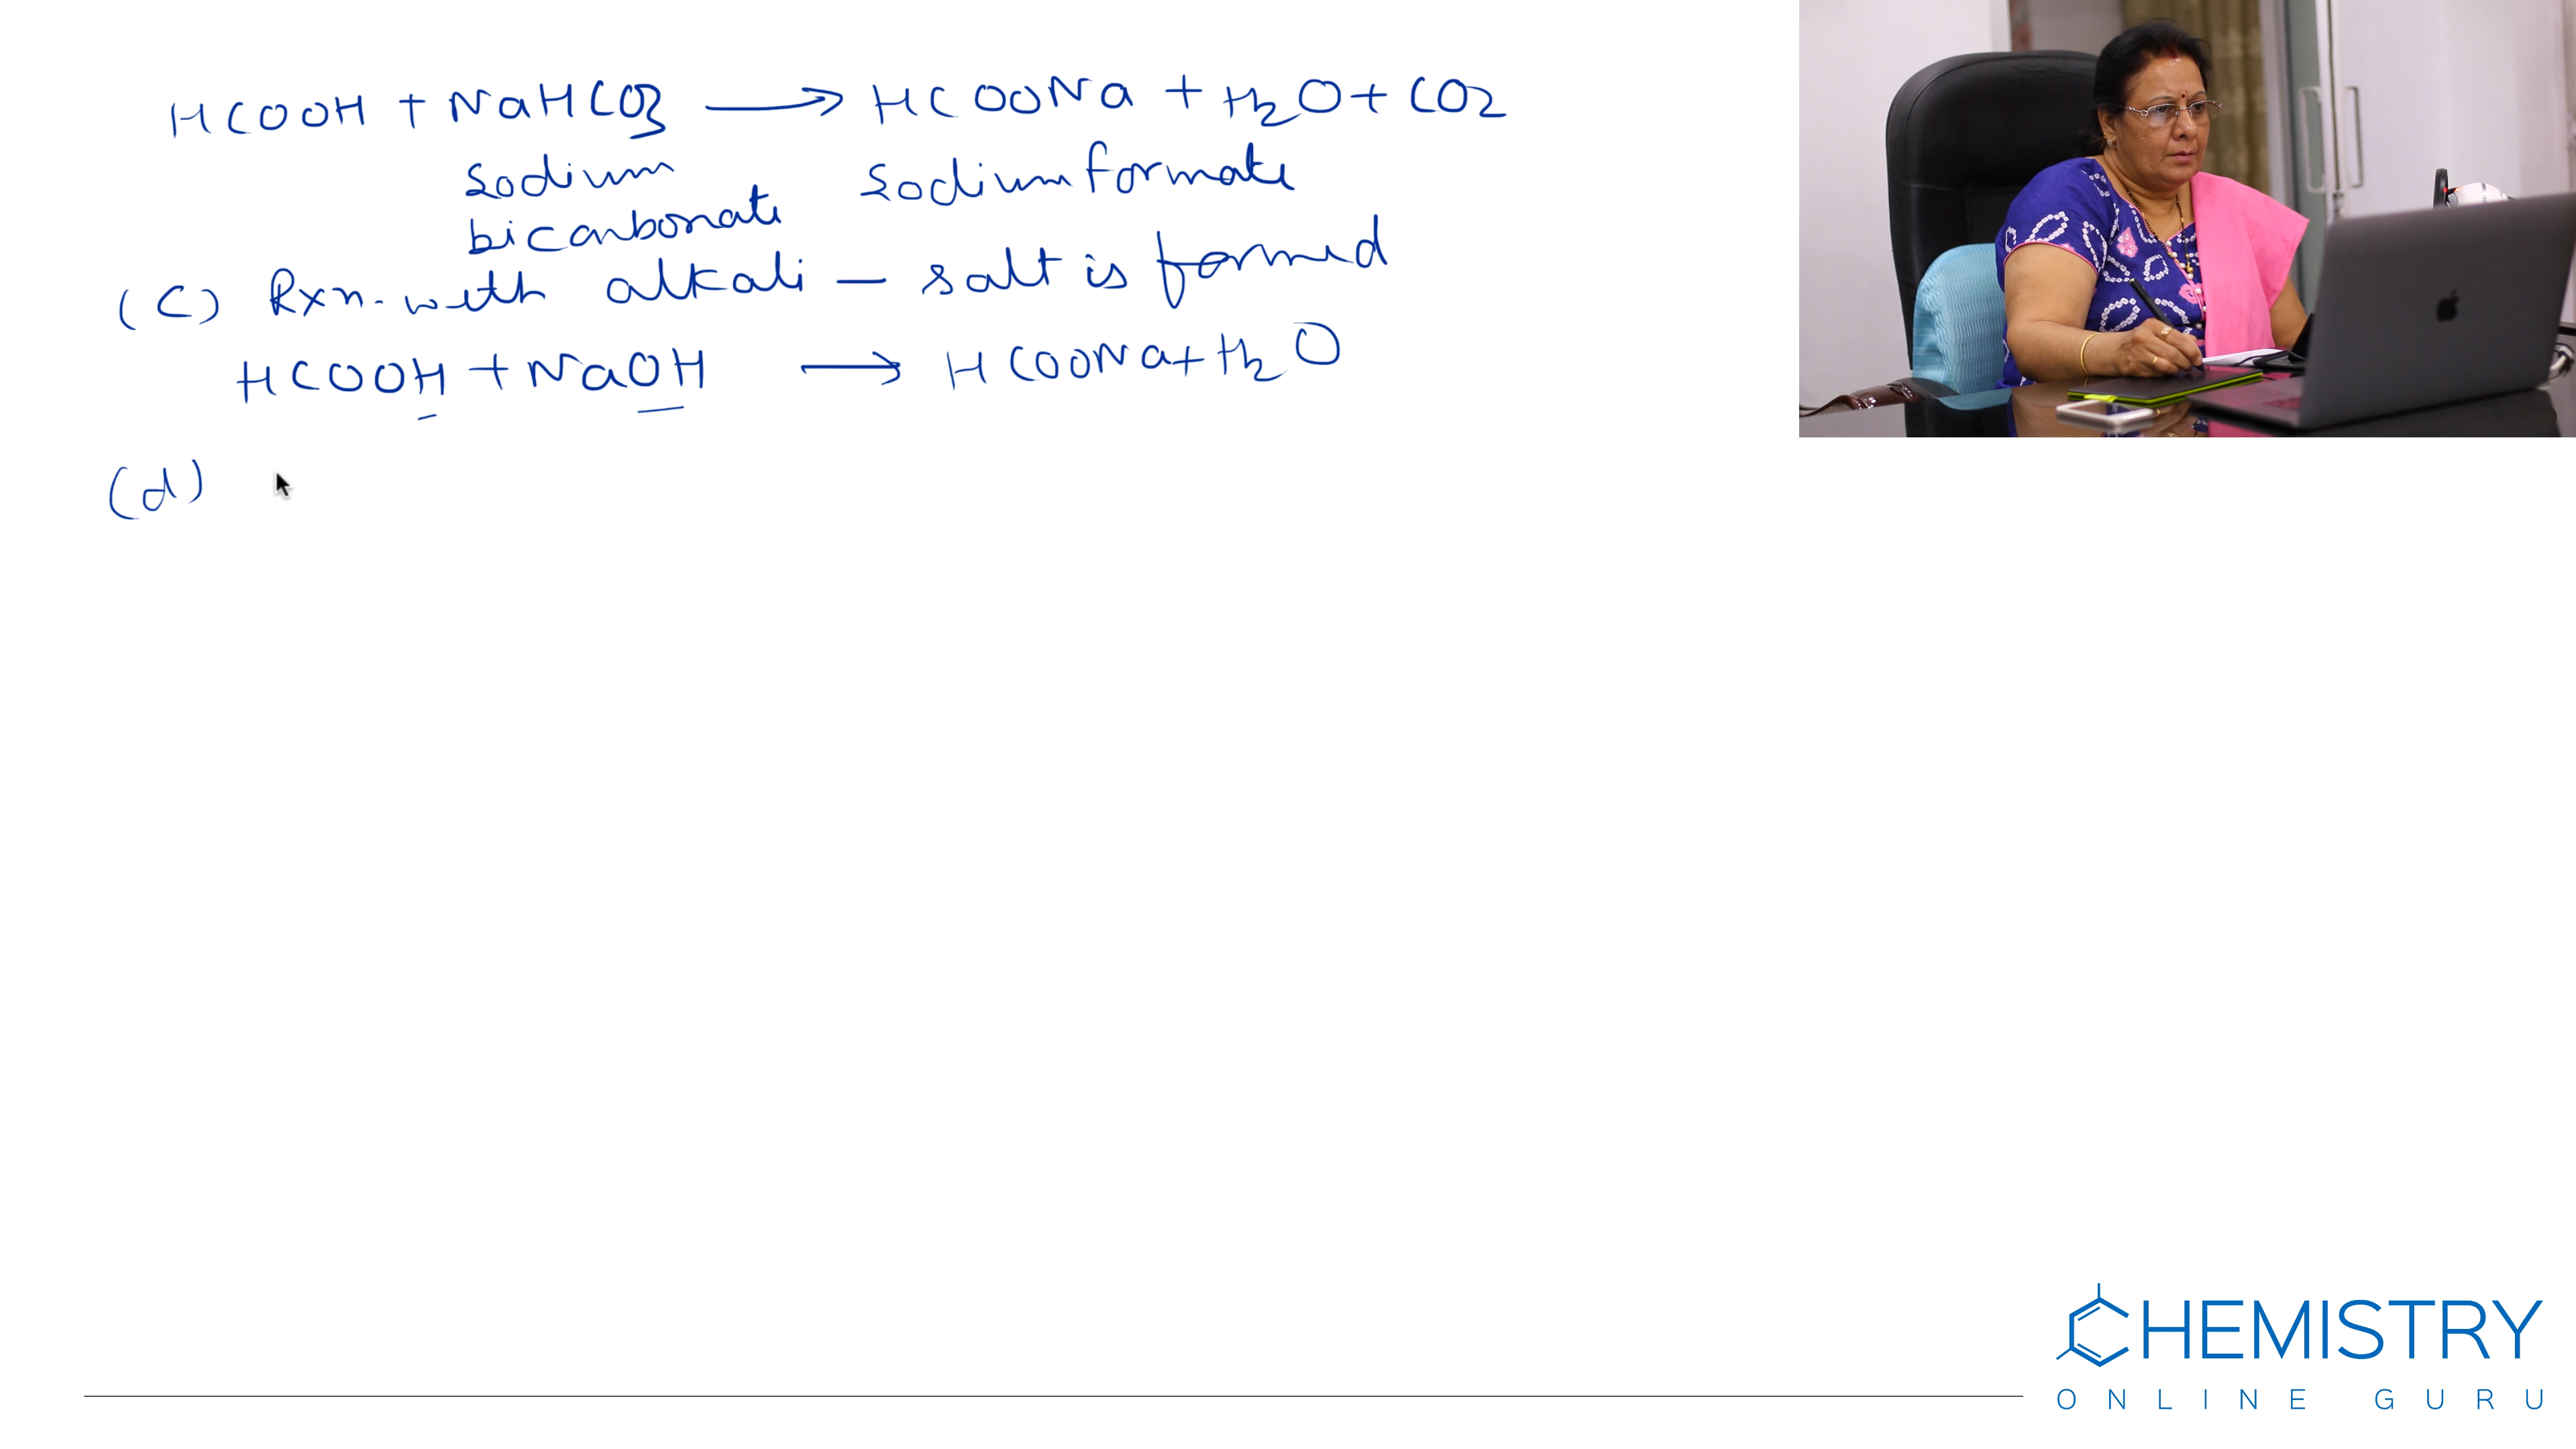 HCOOH + NaHCO3 ⟶ HCOONa + H2O + CO2
sodium sodium formate
bicarbonate
(C) Rxn. with alkali — salt is formed
HCOOH + NaOH ⟶ HCOONa + H2O
(d)
CHEMISTRY
ONLINE GURU